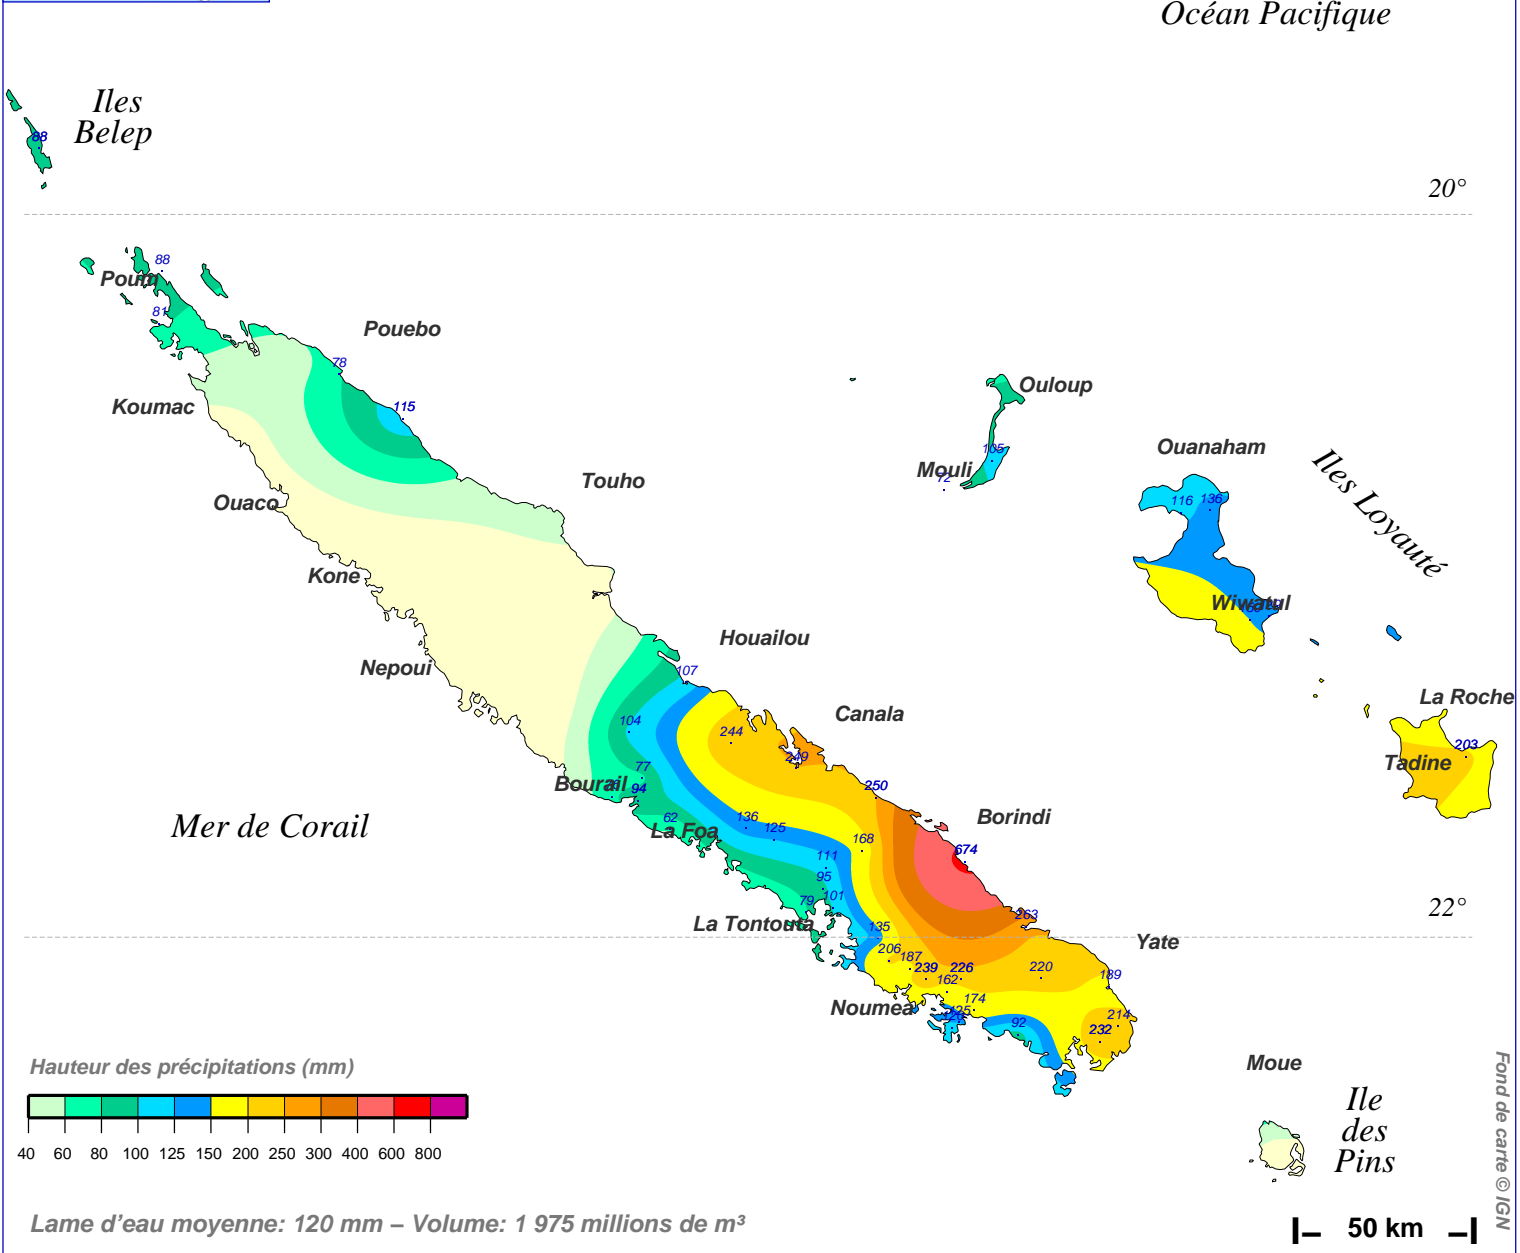 Océan Pacifique
Iles
Belep
88
20°
88
Poum
81
Pouebo
78
Koumac
115
Ouloup
Ouanaham
105
Mouli
72
Iles Loyauté
Touho
116 136
Ouaco
Kone
Wiwatul
Houailou
Nepoui
107
La Roche
Canala
104
244
203
249
Tadine
77
Bourail
94
250
62
La Foa
136
125
Borindi
Mer de Corail
168
674
111
95
79
101
263
22°
La Tontouta
135
Yate
206
187
239
226
162
220
189
174
Noumea
125
92
214
232
Moue
Hauteur des précipitations (mm)
40 60 80 100 125 150 200 250 300 400 600 800
Ile
des
Pins
Fond de carte © IGN
Lame d'eau moyenne: 120 mm – Volume: 1 975 millions de m³
50 km